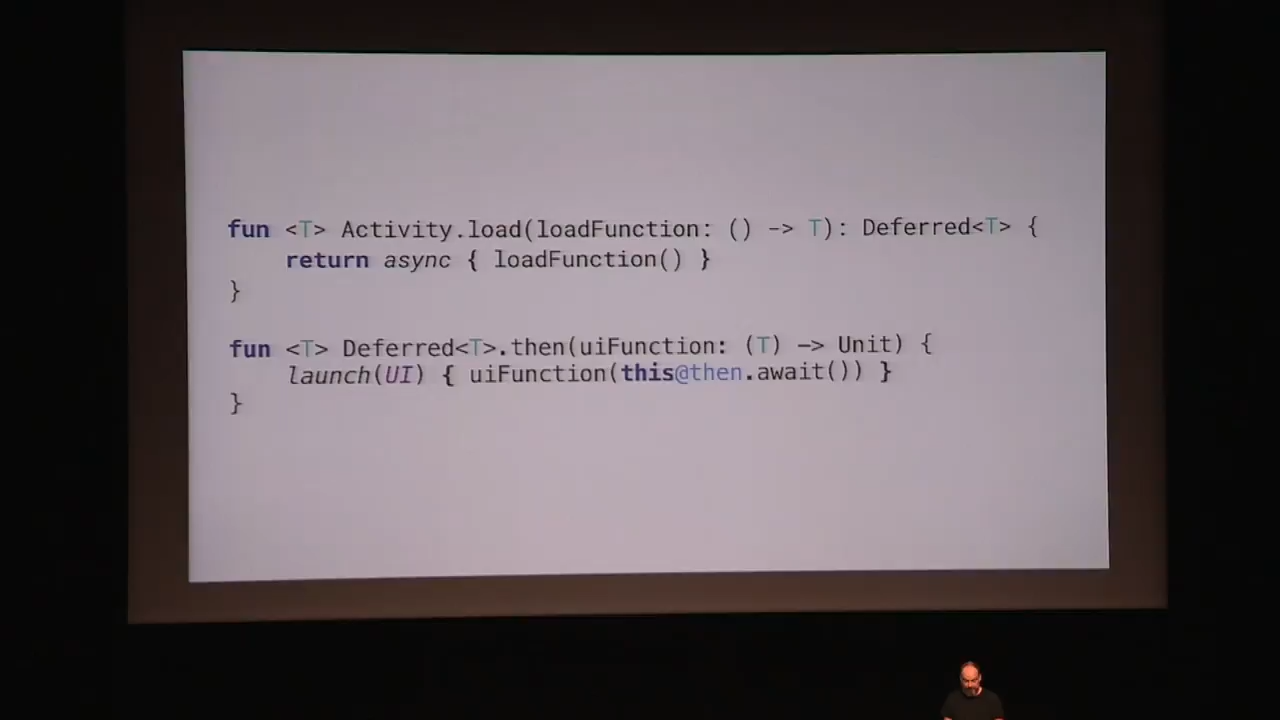 fun <T> Activity.load(loadFunction: () -> T): Deferred<T> {
return async { loadFunction() }
}
fun <T> Deferred<T>.then(uiFunction: (T) -> Unit) {
launch(UI) { uiFunction(this@then.await()) }
}